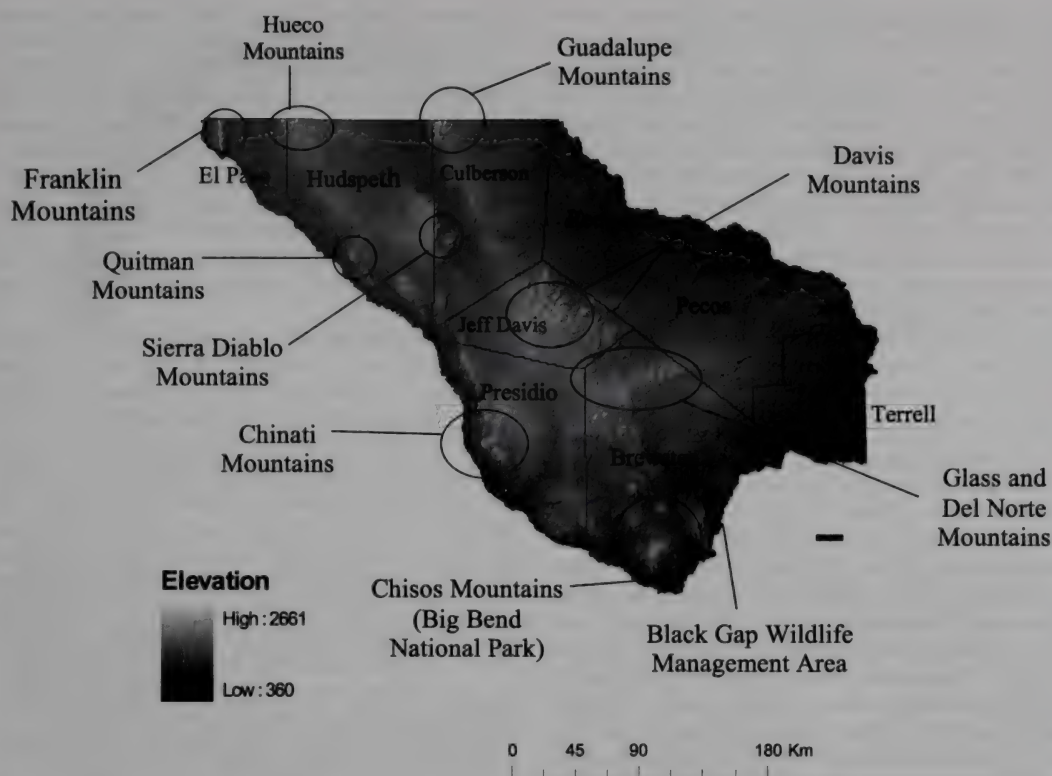 Hueco
Mountains
Guadalupe
Mountains
Franklin
Mountains
El Paso
Hudspeth
Culberson
Davis
Mountains
Quitman
Mountains
Pecos
Jeff Davis
Sierra Diablo
Mountains
Presidio
Terrell
Chinati
Mountains
Brewster
Glass and
Del Norte
Mountains
Elevation
High : 2661
Low : 360
Chisos Mountains
(Big Bend
National Park)
Black Gap Wildlife
Management Area
0 45 90 180 Km